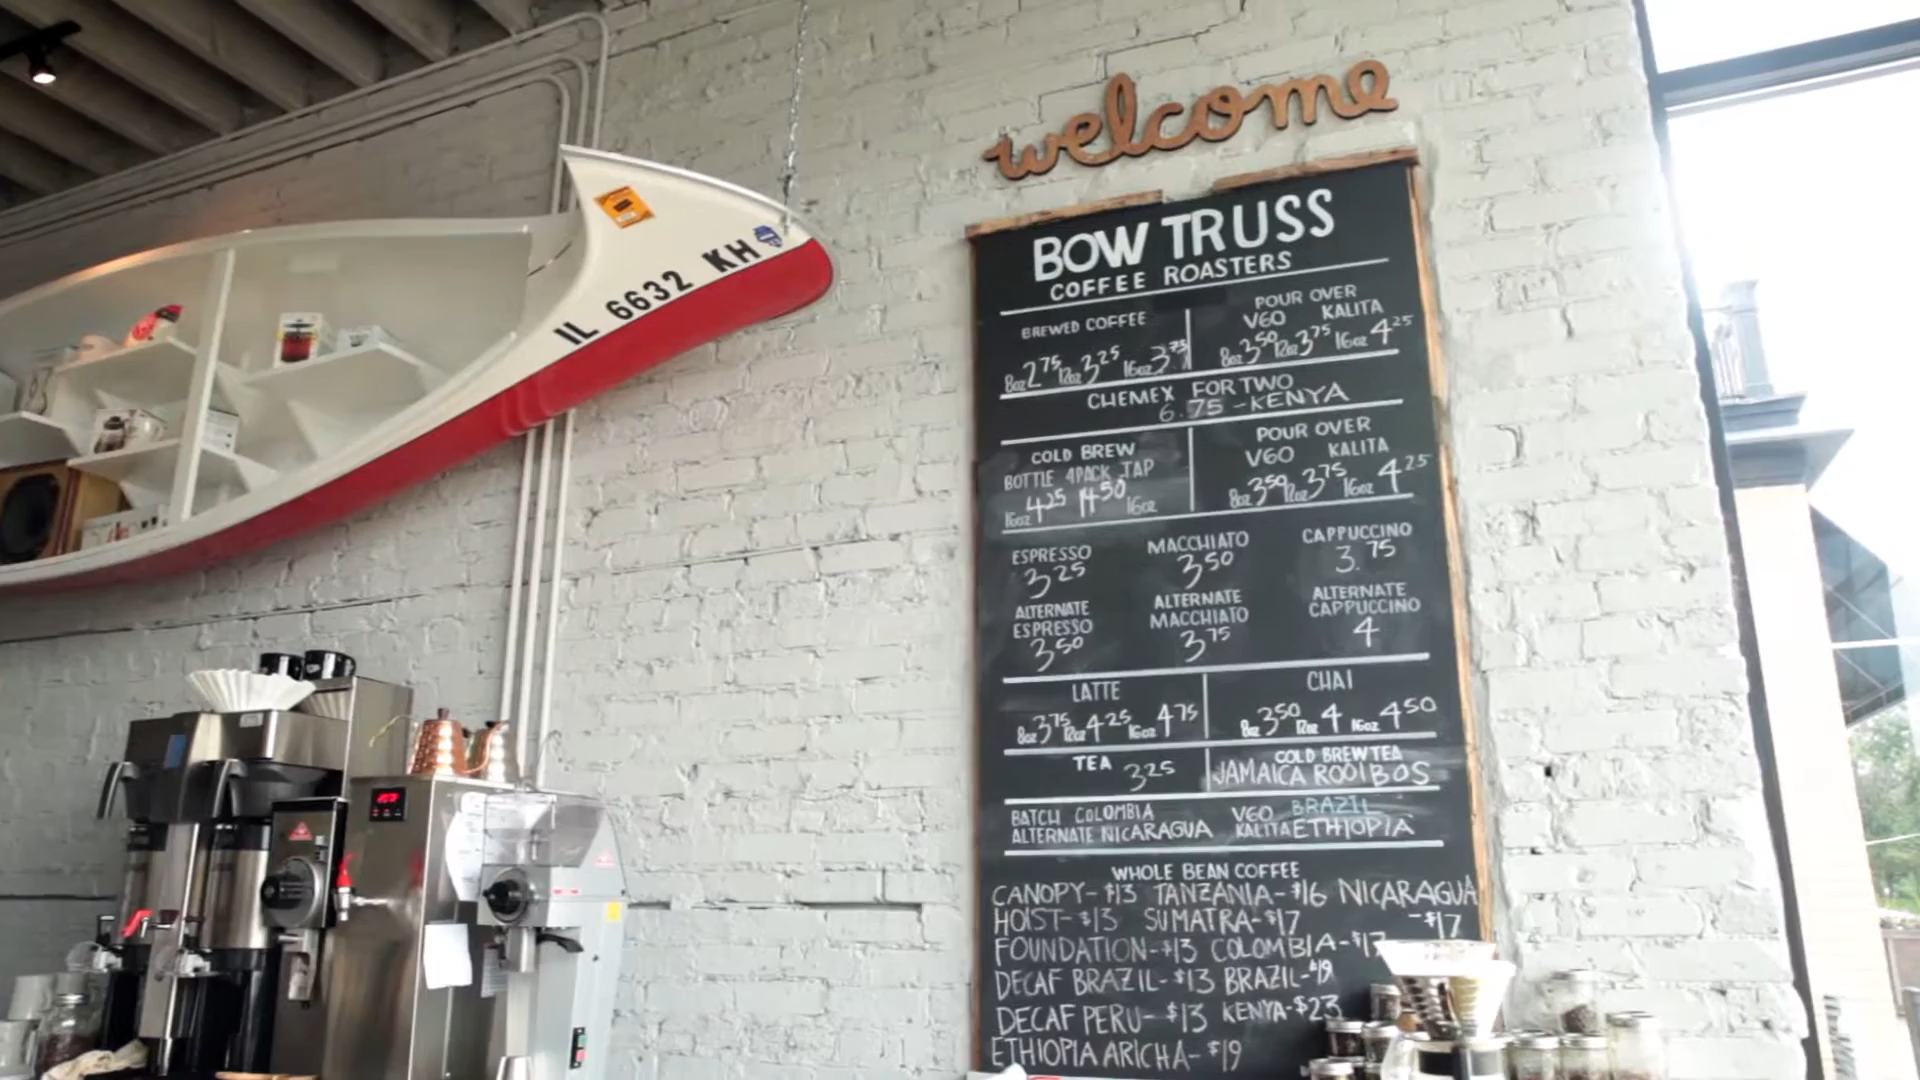 welcome
IL 6632 KH
BOW TRUSS
COFFEE ROASTERS
BREWED COFFEE
8oz 2 75 12oz 3 25 16oz 3 75
POUR OVER
V60 KALITA
8oz 3 50 12oz 3 75 16oz 4 25
CHEMEX FOR TWO
6.75 - KENYA
COLD BREW
BOTTLE 4PACK TAP
16oz 4 25 14 50 16oz
POUR OVER
V60 KALITA
8oz 3 50 12oz 3 75 16oz 4 25
ESPRESSO
3 25
MACCHIATO
3 50
CAPPUCCINO
3.75
ALTERNATE
ESPRESSO
3 50
ALTERNATE
MACCHIATO
3 75
ALTERNATE
CAPPUCCINO
4
LATTE
8oz 3 75 12oz 4 25 16oz 4 75
CHAI
8oz 3 50 12oz 4 16oz 4 50
TEA 3 25
COLD BREW TEA
JAMAICA ROOIBOS
BATCH COLOMBIA
ALTERNATE NICARAGUA
V60 BRAZIL
KALITA ETHIOPIA
WHOLE BEAN COFFEE
CANOPY- $13 TANZANIA- $16 NICARAGUA
HOIST- $13 SUMATRA- $17 - $17
FOUNDATION- $13 COLOMBIA- $17
DECAF BRAZIL- $13 BRAZIL- $19
DECAF PERU- $13 KENYA- $23
ETHIOPIA ARICHA- $19